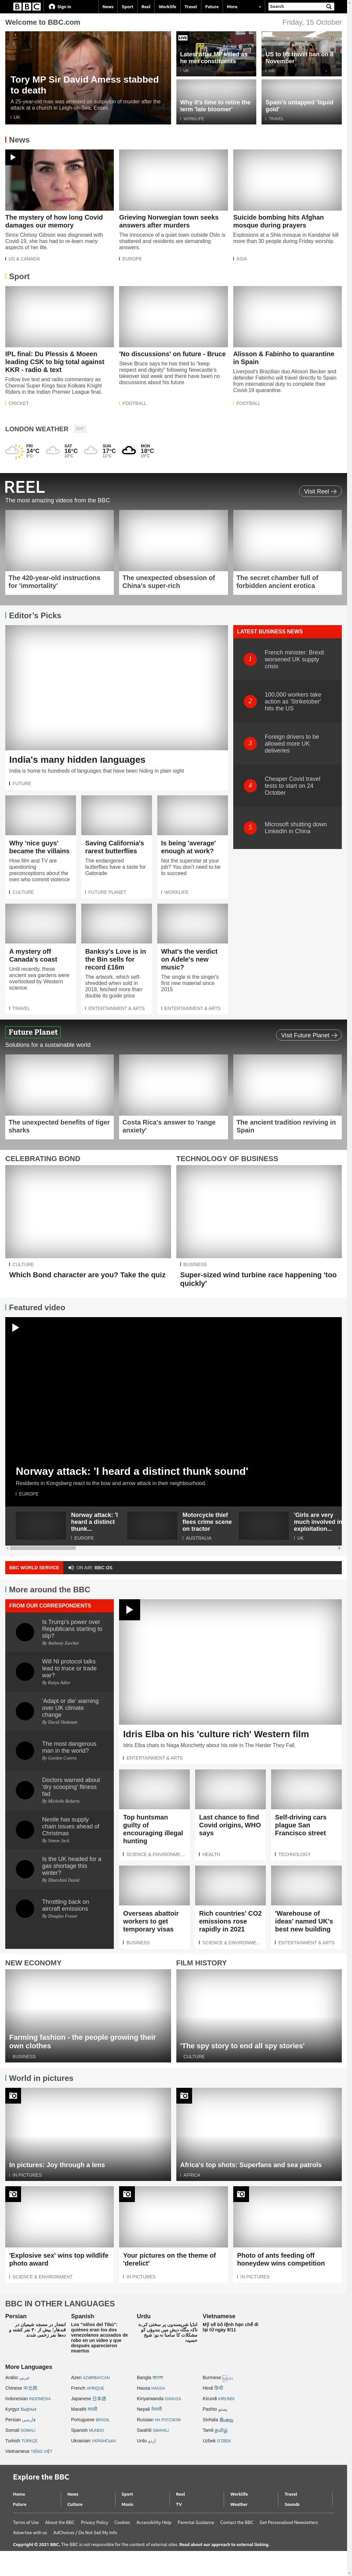 BBC
Sign in
News
Sport
Reel
Worklife
Travel
Future
More
Search
Welcome to BBC.com
Friday, 15 October
Tory MP Sir David Amess stabbed
to death
A 25-year-old man was arrested on suspicion of murder after the
attack at a church in Leigh-on-Sea, Essex.
UK
LIVE
Latest after MP killed as
he met constituents
UK
US to lift travel ban on 8
November
Why it's time to retire the
term 'late bloomer'
WORKLIFE
Spain's untapped 'liquid
gold'
TRAVEL
News
The mystery of how long Covid
damages our memory
Since Chrissy Gibson was diagnosed with
Covid-19, she has had to re-learn many
aspects of her life.
US & CANADA
Grieving Norwegian town seeks
answers after murders
The innocence of a quiet town outside Oslo is
shattered and residents are demanding
answers.
EUROPE
Suicide bombing hits Afghan
mosque during prayers
Explosions at a Shia mosque in Kandahar kill
more than 30 people during Friday worship.
ASIA
Sport
IPL final: Du Plessis & Moeen
leading CSK to big total against
KKR - radio & text
Follow live text and radio commentary as
Chennai Super Kings face Kolkata Knight
Riders in the Indian Premier League final.
CRICKET
'No discussions' on future - Bruce
Steve Bruce says he has tried to "keep
respect and dignity" following Newcastle's
takeover last week and there have been no
discussions about his future
FOOTBALL
Alisson & Fabinho to quarantine
in Spain
Liverpool's Brazilian duo Alisson Becker and
defender Fabinho will travel directly to Spain
from international duty to complete their
Covid-19 quarantine.
FOOTBALL
LONDON WEATHER
EDIT
FRI
14°C
SAT
16°C
10°C
SUN
17°C
MON
18°C
REEL
The most amazing videos from the BBC
Visit Reel
The 420-year-old instructions
for 'immortality'
The unexpected obsession of
China's super-rich
The secret chamber full of
forbidden ancient erotica
Editor's Picks
India's many hidden languages
India is home to hundreds of languages that have been hiding in plain sight
FUTURE
LATEST BUSINESS NEWS
1
French minister: Brexit
worsened UK supply
crisis
2
100,000 workers take
action as 'Striketober'
hits the US
3
Foreign drivers to be
allowed more UK
deliveries
4
Cheaper Covid travel
tests to start on 24
October
5
Microsoft shutting down
LinkedIn in China
Why 'nice guys'
became the villains
How film and TV are
questioning
preconceptions about the
men who commit violence
CULTURE
Saving California's
rarest butterflies
The endangered
butterflies have a taste for
Gatorade
FUTURE PLANET
Is being 'average'
enough at work?
Not the superstar at your
job? You don't need to be
to succeed
WORKLIFE
A mystery off
Canada's coast
Until recently, these
ancient sea gardens were
overlooked by Western
science
TRAVEL
Banksy's Love is in
the Bin sells for
record £16m
The artwork, which self-
shredded when sold in
2018, fetched more than
double its guide price
ENTERTAINMENT & ARTS
What's the verdict
on Adele's new
music?
The single is the singer's
first new material since
2015
ENTERTAINMENT & ARTS
Future Planet
Solutions for a sustainable world
Visit Future Planet
The unexpected benefits of tiger
sharks
Costa Rica's answer to 'range
anxiety'
The ancient tradition reviving in
Spain
CELEBRATING BOND
CULTURE
Which Bond character are you? Take the quiz
TECHNOLOGY OF BUSINESS
BUSINESS
Super-sized wind turbine race happening 'too
quickly'
Featured video
Norway attack: 'I heard a distinct thunk sound'
Residents in Kongsberg react to the bow and arrow attack in their neighbourhood.
EUROPE
Norway attack: 'I
heard a distinct
thunk...
EUROPE
Motorcycle thief
flees crime scene
on tractor
AUSTRALIA
'Girls are very
much involved in
exploitation...
UK
BBC WORLD SERVICE
ON AIR: BBC OS
More around the BBC
FROM OUR CORRESPONDENTS
Is Trump's power over
Republicans starting to
slip?
By Anthony Zurcher
Will NI protocol talks
lead to truce or trade
war?
By Katya Adler
'Adapt or die' warning
over UK climate
change
By David Shukman
The most dangerous
man in the world?
By Gordon Corera
Doctors warned about
'dry scooping' fitness
fad
By Michelle Roberts
Nestle has supply
chain issues ahead of
Christmas
By Simon Jack
Is the UK headed for a
gas shortage this
winter?
By Dharshini David
Throttling back on
aircraft emissions
By Douglas Fraser
Idris Elba on his 'culture rich' Western film
Idris Elba chats to Naga Munchetty about his role in The Harder They Fall.
ENTERTAINMENT & ARTS
Top huntsman
guilty of
encouraging illegal
hunting
SCIENCE & ENVIRONME...
Last chance to find
Covid origins, WHO
says
HEALTH
Self-driving cars
plague San
Francisco street
TECHNOLOGY
Overseas abattoir
workers to get
temporary visas
BUSINESS
Rich countries' CO2
emissions rose
rapidly in 2021
SCIENCE & ENVIRONME...
'Warehouse of
ideas' named UK's
best new building
ENTERTAINMENT & ARTS
NEW ECONOMY
Farming fashion - the people growing their
own clothes
BUSINESS
FILM HISTORY
'The spy story to end all spy stories'
CULTURE
World in pictures
In pictures: Joy through a lens
IN PICTURES
Africa's top shots: Superfans and sea patrols
AFRICA
'Explosive sex' wins top wildlife
photo award
SCIENCE & ENVIRONMENT
Your pictures on the theme of
'derelict'
IN PICTURES
Photo of ants feeding off
honeydew wins competition
IN PICTURES
BBC IN OTHER LANGUAGES
Persian
Spanish
Los "niños del Tibú":
quiénes eran los dos
venezolanos acusados de
robo en un video y que
después aparecieron
muertos
Urdu
Vietnamese
More Languages
Arabic عربي
Azeri AZƏRBAYCAN
Bangla বাংলা
Burmese
Chinese 中文网
French AFRIQUE
Hindi हिन्दी
Hausa HAUSA
Indonesian INDONESIA
Japanese 日本語
Kinyarwanda GAHUZA
Kirundi KIRUNDI
Kyrgyz Кыргыз
Marathi मराठी
Nepali नेपाली
Pashto پښتو
Persian فارسی
Portuguese BRASIL
Russian НА РУССКОМ
Sinhala සිංහල
Somali SOMALI
Spanish MUNDO
Swahili SWAHILI
Tamil தமிழ்
Turkish TÜRKÇE
Ukrainian УКРАЇНСЬКА
Urdu اردو
Uzbek O'ZBEK
Vietnamese TIẾNG VIỆT
Explore the BBC
Home
News
Sport
Reel
Worklife
Travel
Future
Culture
Music
TV
Weather
Sounds
Terms of Use
About the BBC
Privacy Policy
Cookies
Accessibility Help
Parental Guidance
Contact the BBC
Get Personalised Newsletters
Advertise with us
AdChoices / Do Not Sell My Info
Copyright © 2021 BBC. The BBC is not responsible for the content of external sites. Read about our approach to external linking.